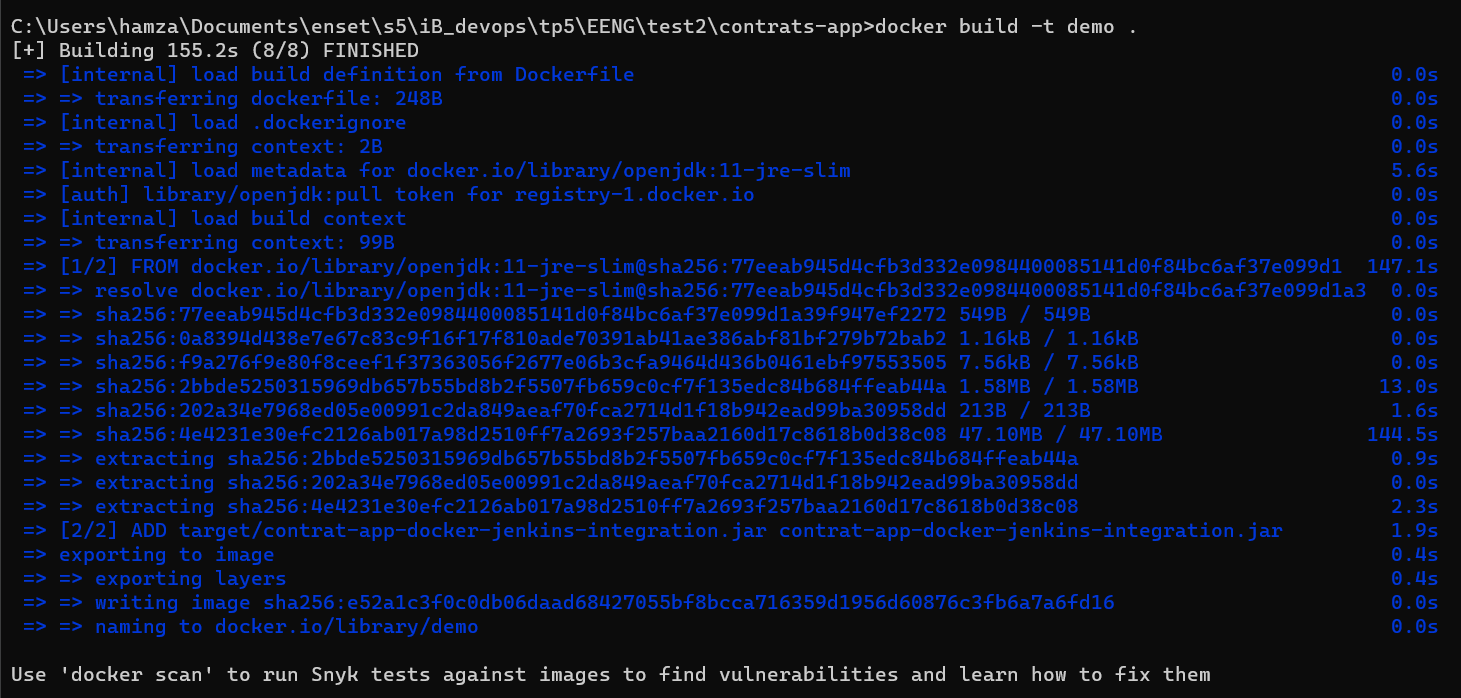 C:\Users\hamza\Documents\enset\s5\iB_devops\tp5\EENG\test2\contrats-app>docker build -t demo .
[+] Building 155.2s (8/8) FINISHED
=> [internal] load build definition from Dockerfile 0.0s
=> => transferring dockerfile: 248B 0.0s
=> [internal] load .dockerignore 0.0s
=> => transferring context: 2B 0.0s
=> [internal] load metadata for docker.io/library/openjdk:11-jre-slim 5.6s
=> [auth] library/openjdk:pull token for registry-1.docker.io 0.0s
=> [internal] load build context 0.0s
=> => transferring context: 99B 0.0s
=> [1/2] FROM docker.io/library/openjdk:11-jre-slim@sha256:77eeab945d4cfb3d332e0984400085141d0f84bc6af37e099d1 147.1s
=> => resolve docker.io/library/openjdk:11-jre-slim@sha256:77eeab945d4cfb3d332e0984400085141d0f84bc6af37e099d1a3 0.0s
=> => sha256:77eeab945d4cfb3d332e0984400085141d0f84bc6af37e099d1a39f947ef2272 549B / 549B 0.0s
=> => sha256:0a8394d438e7e67c83c9f16f17f810ade70391ab41ae386abf81bf279b72bab2 1.16kB / 1.16kB 0.0s
=> => sha256:f9a276f9e80f8ceef1f37363056f2677e06b3cfa9464d436b0461ebf97553505 7.56kB / 7.56kB 0.0s
=> => sha256:2bbde5250315969db657b55bd8b2f5507fb659c0cf7f135edc84b684ffeab44a 1.58MB / 1.58MB 13.0s
=> => sha256:202a34e7968ed05e00991c2da849aeaf70fca2714d1f18b942ead99ba30958dd 213B / 213B 1.6s
=> => sha256:4e4231e30efc2126ab017a98d2510ff7a2693f257baa2160d17c8618b0d38c08 47.10MB / 47.10MB 144.5s
=> => extracting sha256:2bbde5250315969db657b55bd8b2f5507fb659c0cf7f135edc84b684ffeab44a 0.9s
=> => extracting sha256:202a34e7968ed05e00991c2da849aeaf70fca2714d1f18b942ead99ba30958dd 0.0s
=> => extracting sha256:4e4231e30efc2126ab017a98d2510ff7a2693f257baa2160d17c8618b0d38c08 2.3s
=> [2/2] ADD target/contrat-app-docker-jenkins-integration.jar contrat-app-docker-jenkins-integration.jar 1.9s
=> exporting to image 0.4s
=> => exporting layers 0.4s
=> => writing image sha256:e52a1c3f0c0db06daad68427055bf8bcca716359d1956d60876c3fb6a7a6fd16 0.0s
=> => naming to docker.io/library/demo 0.0s
Use 'docker scan' to run Snyk tests against images to find vulnerabilities and learn how to fix them